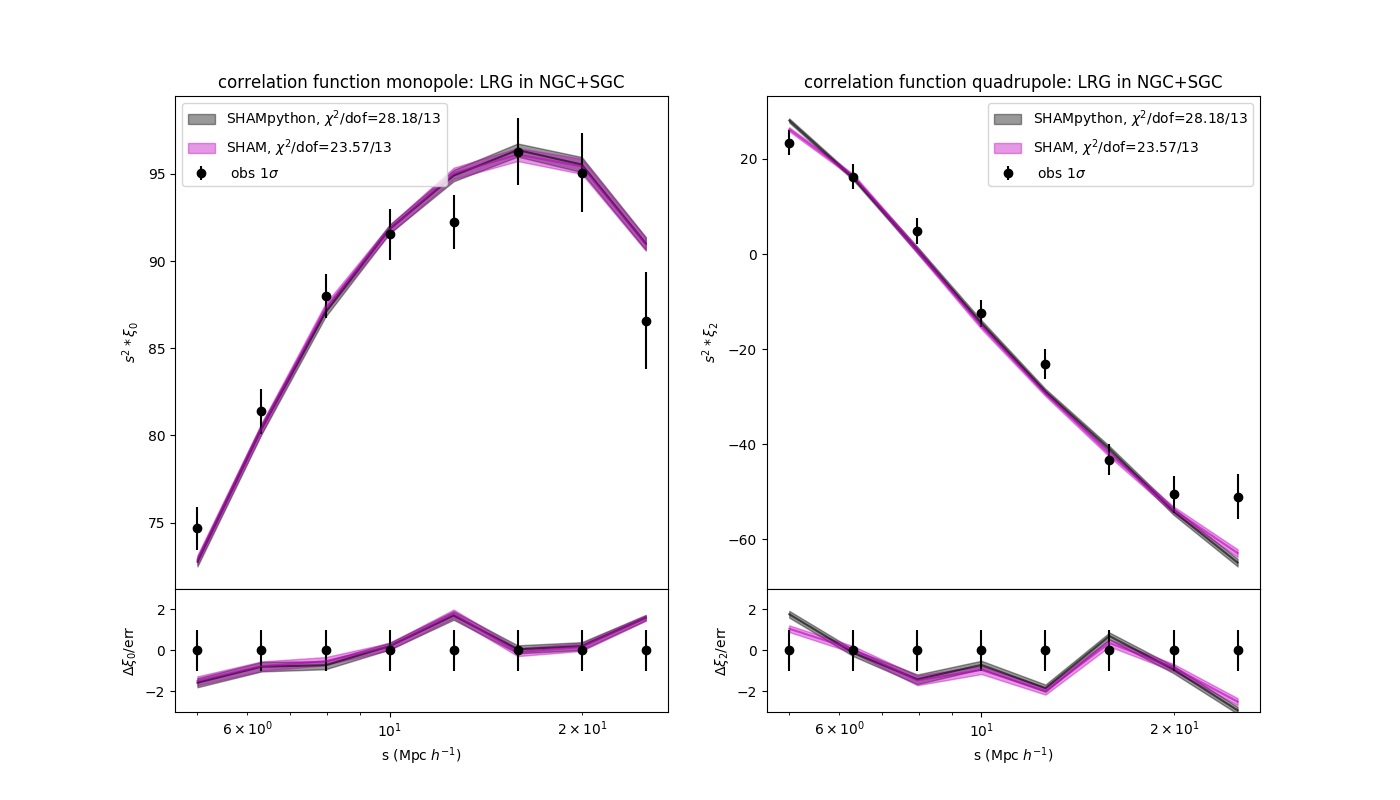 correlation function monopole: LRG in NGC+SGC
SHAMpython, χ²/dof=28.18/13
SHAM, χ²/dof=23.57/13
obs 1σ
95
90
85
80
75
s² * ξ₀
2
0
−2
Δξ₀/err
6 × 10⁰
10¹
2 × 10¹
s (Mpc h⁻¹)
correlation function quadrupole: LRG in NGC+SGC
SHAMpython, χ²/dof=28.18/13
SHAM, χ²/dof=23.57/13
obs 1σ
20
0
−20
−40
−60
s² * ξ₂
2
0
−2
Δξ₂/err
6 × 10⁰
10¹
2 × 10¹
s (Mpc h⁻¹)